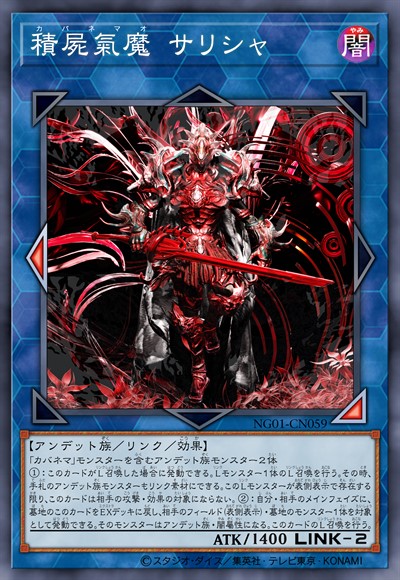 カバネマオ
積屍氣魔 サリシャ
やみ
闇
NG01-CN059
【アンデット族/リンク/効果】
「カバネマ」モンスターを含むアンデット族モンスター2体
①:このカードがL召喚した場合に発動できる。Lモンスター1体のL召喚を行う。その時、
手札のアンデット族モンスターもリンク素材にできる。このLモンスターが表側表示で存在する
限り、このカードは相手の攻撃・効果の対象にならない。②:自分・相手のメインフェイズに、
墓地のこのカードをEXデッキに戻し、相手のフィールド(表側表示)・墓地のモンスター1体を対象
として発動できる。そのモンスターはアンデット族・闇属性になる。このカードのL召喚を行う。
ATK/1400 LINK-2
©スタジオ・ダイス/集英社・テレビ東京・KONAMI